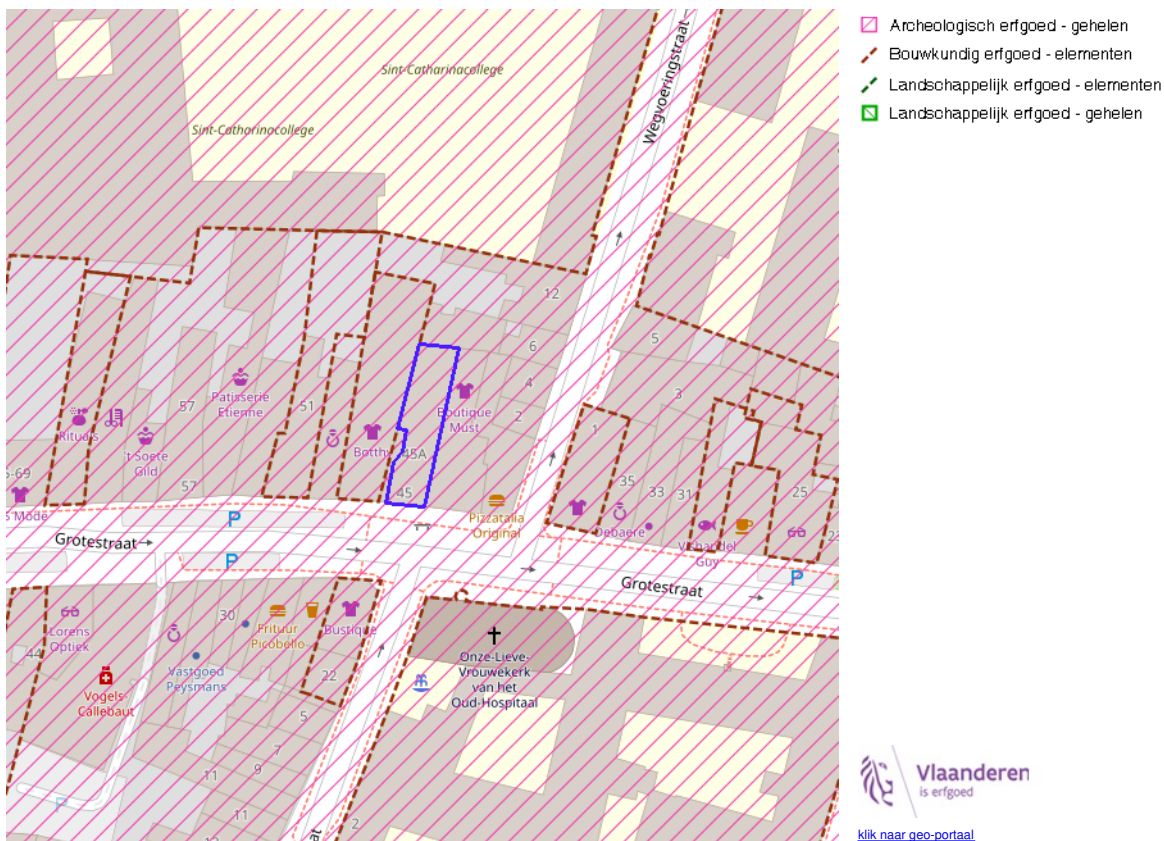 Archeologisch erfgoed - gehelen
Bouwkundig erfgoed - elementen
Landschappelijk erfgoed - elementen
Landschappelijk erfgoed - gehelen
Sint-Catharinacollege
Sint-Catharinacollege
Wegvoeringstraat
12
6
5
4
3
2
1
Patisserie
Etienne
57
51
Boutique
Must
Ritua's
't Soete
Gild
57
45A
45
35
33
31
25
Pizzatalia
Original
Debaere
Vishandel
Guy
P
P
P
Grotestraat
Grotestraat
Lorens
Optiek
44
30
Frituur
Picobello
Bustique
Vastgoed
Peysmans
22
Vogels-
Callebaut
Onze-Lieve-
Vrouwekerk
van het
Oud-Hospitaal
5
7
9
11
11
2
P
Vlaanderen
is erfgoed
klik naar geo-portaal